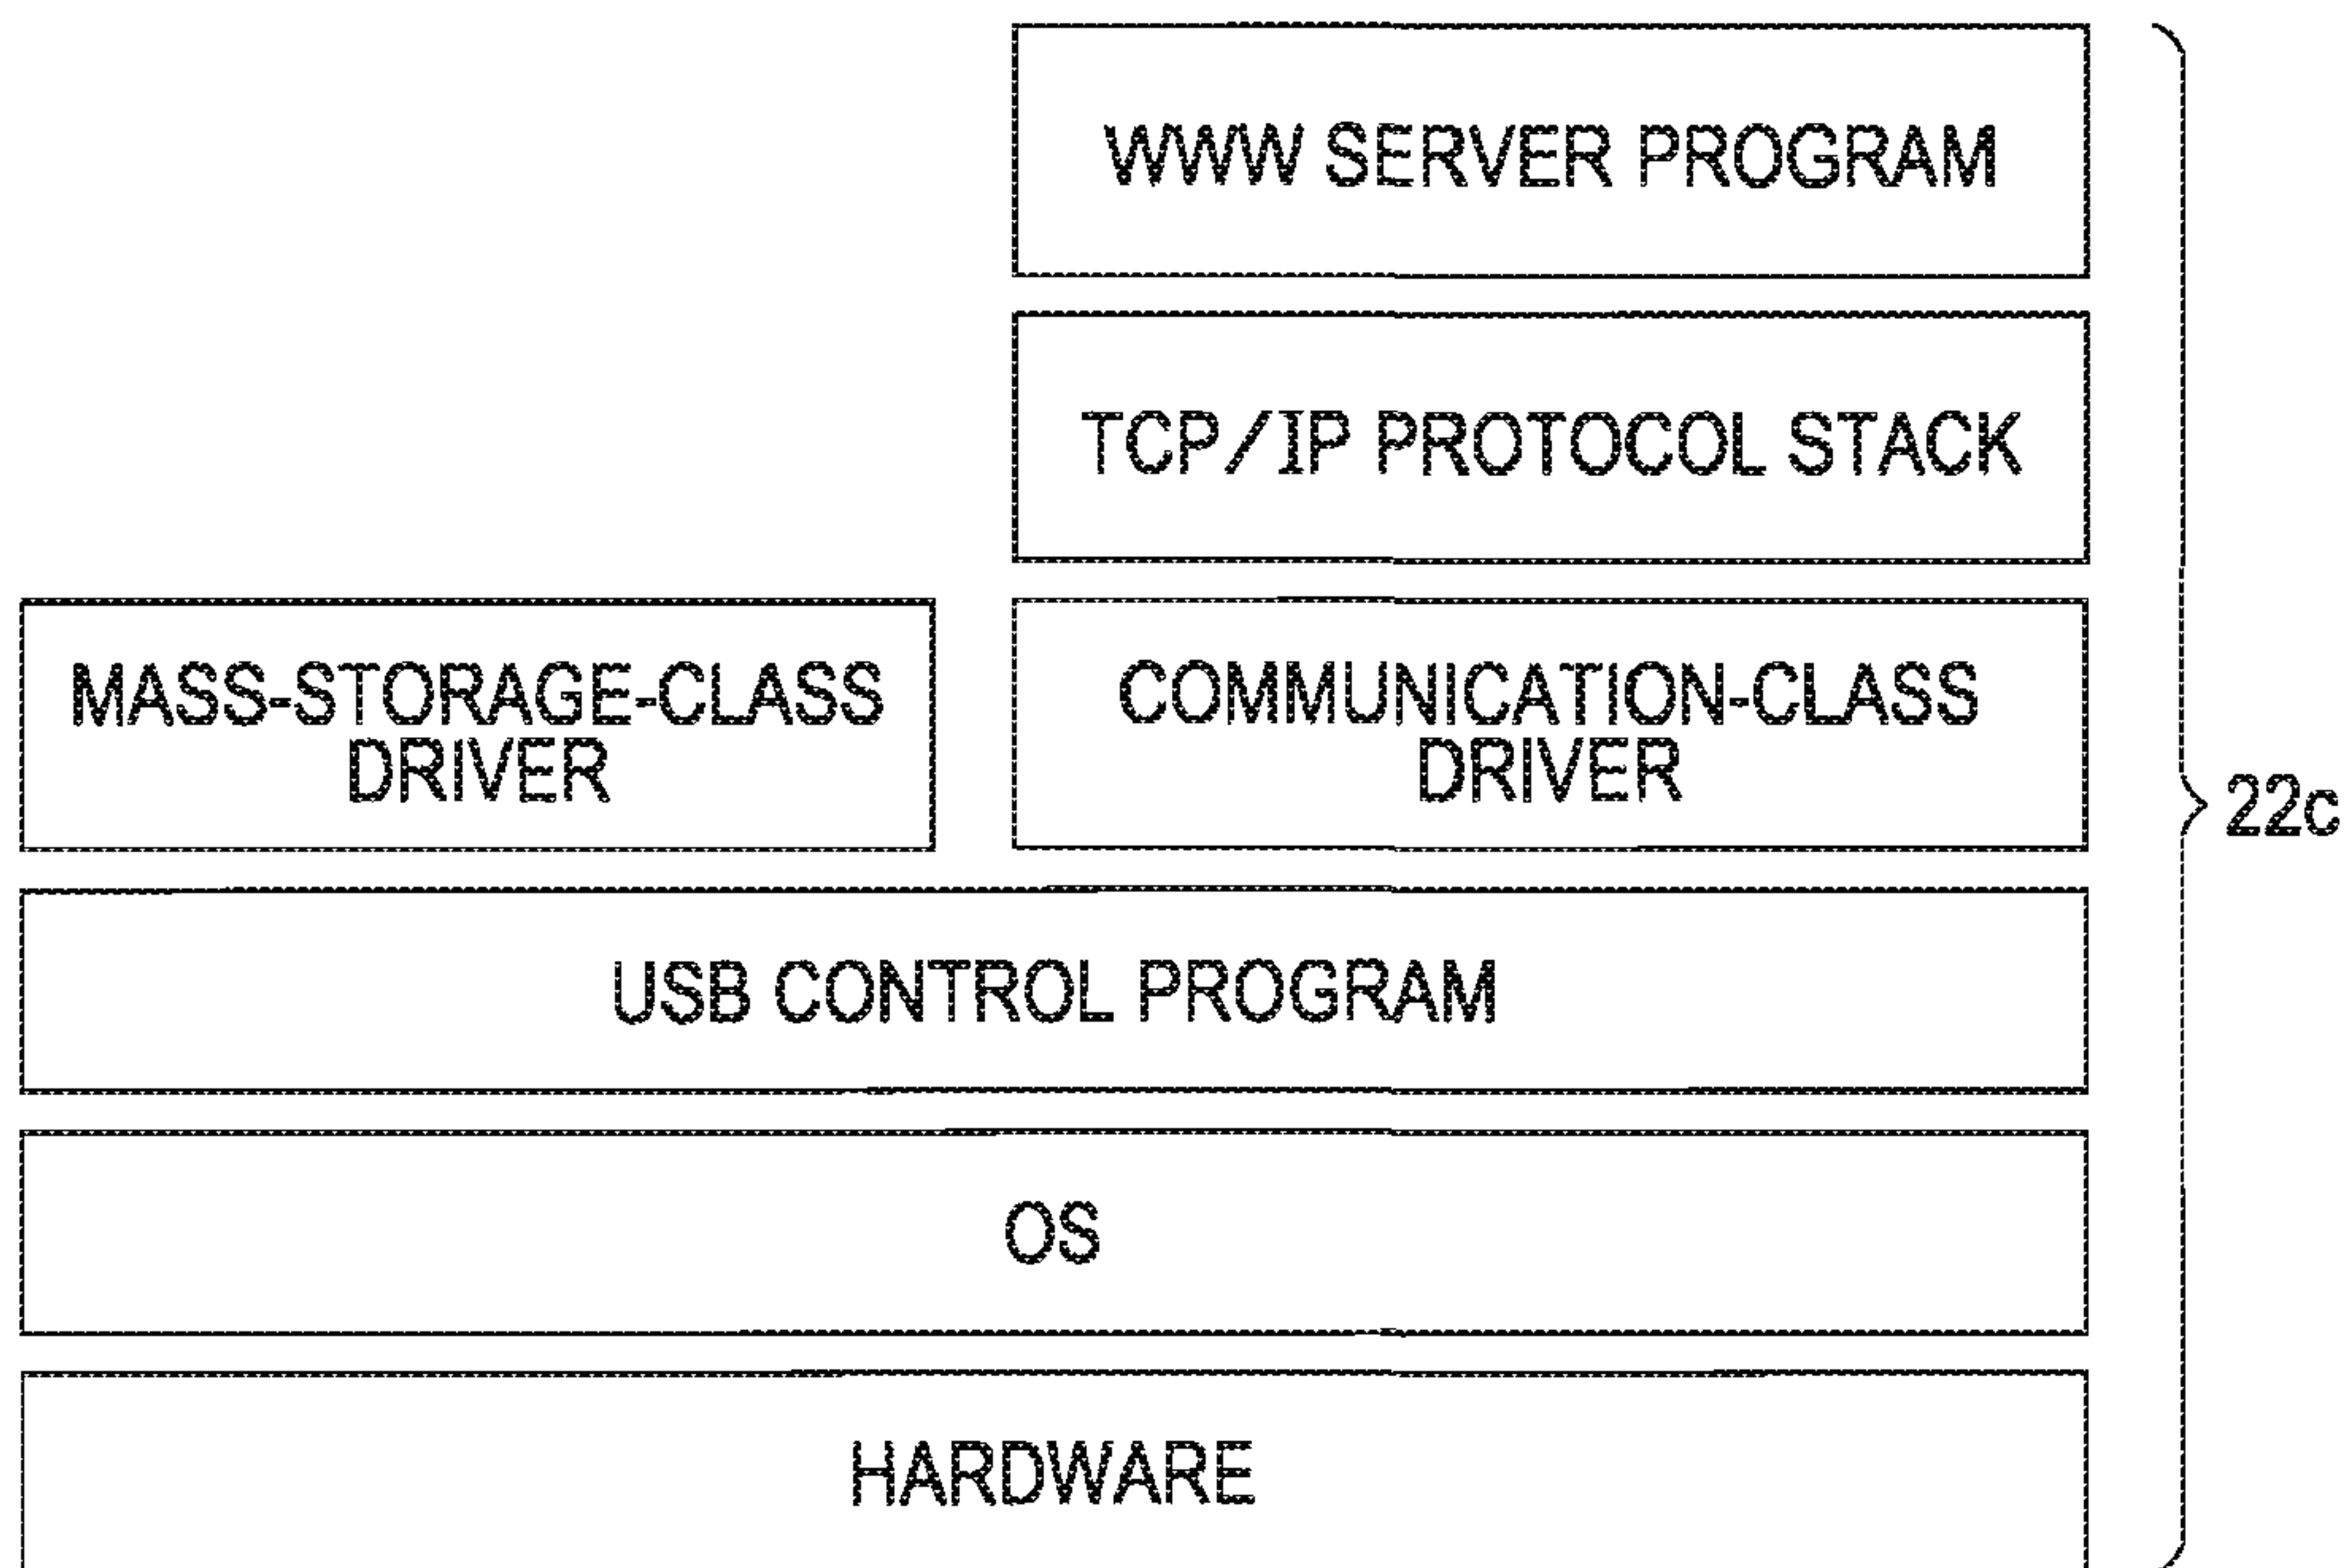 WWW SERVER PROGRAM
TCP/IP PROTOCOL STACK
MASS-STORAGE-CLASS
DRIVER
COMMUNICATION-CLASS
DRIVER
22c
USB CONTROL PROGRAM
OS
HARDWARE